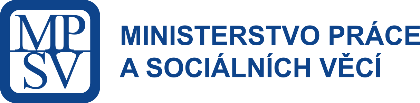 MP
SV
MINISTERSTVO PRÁCE
A SOCIÁLNÍCH VĚCÍ